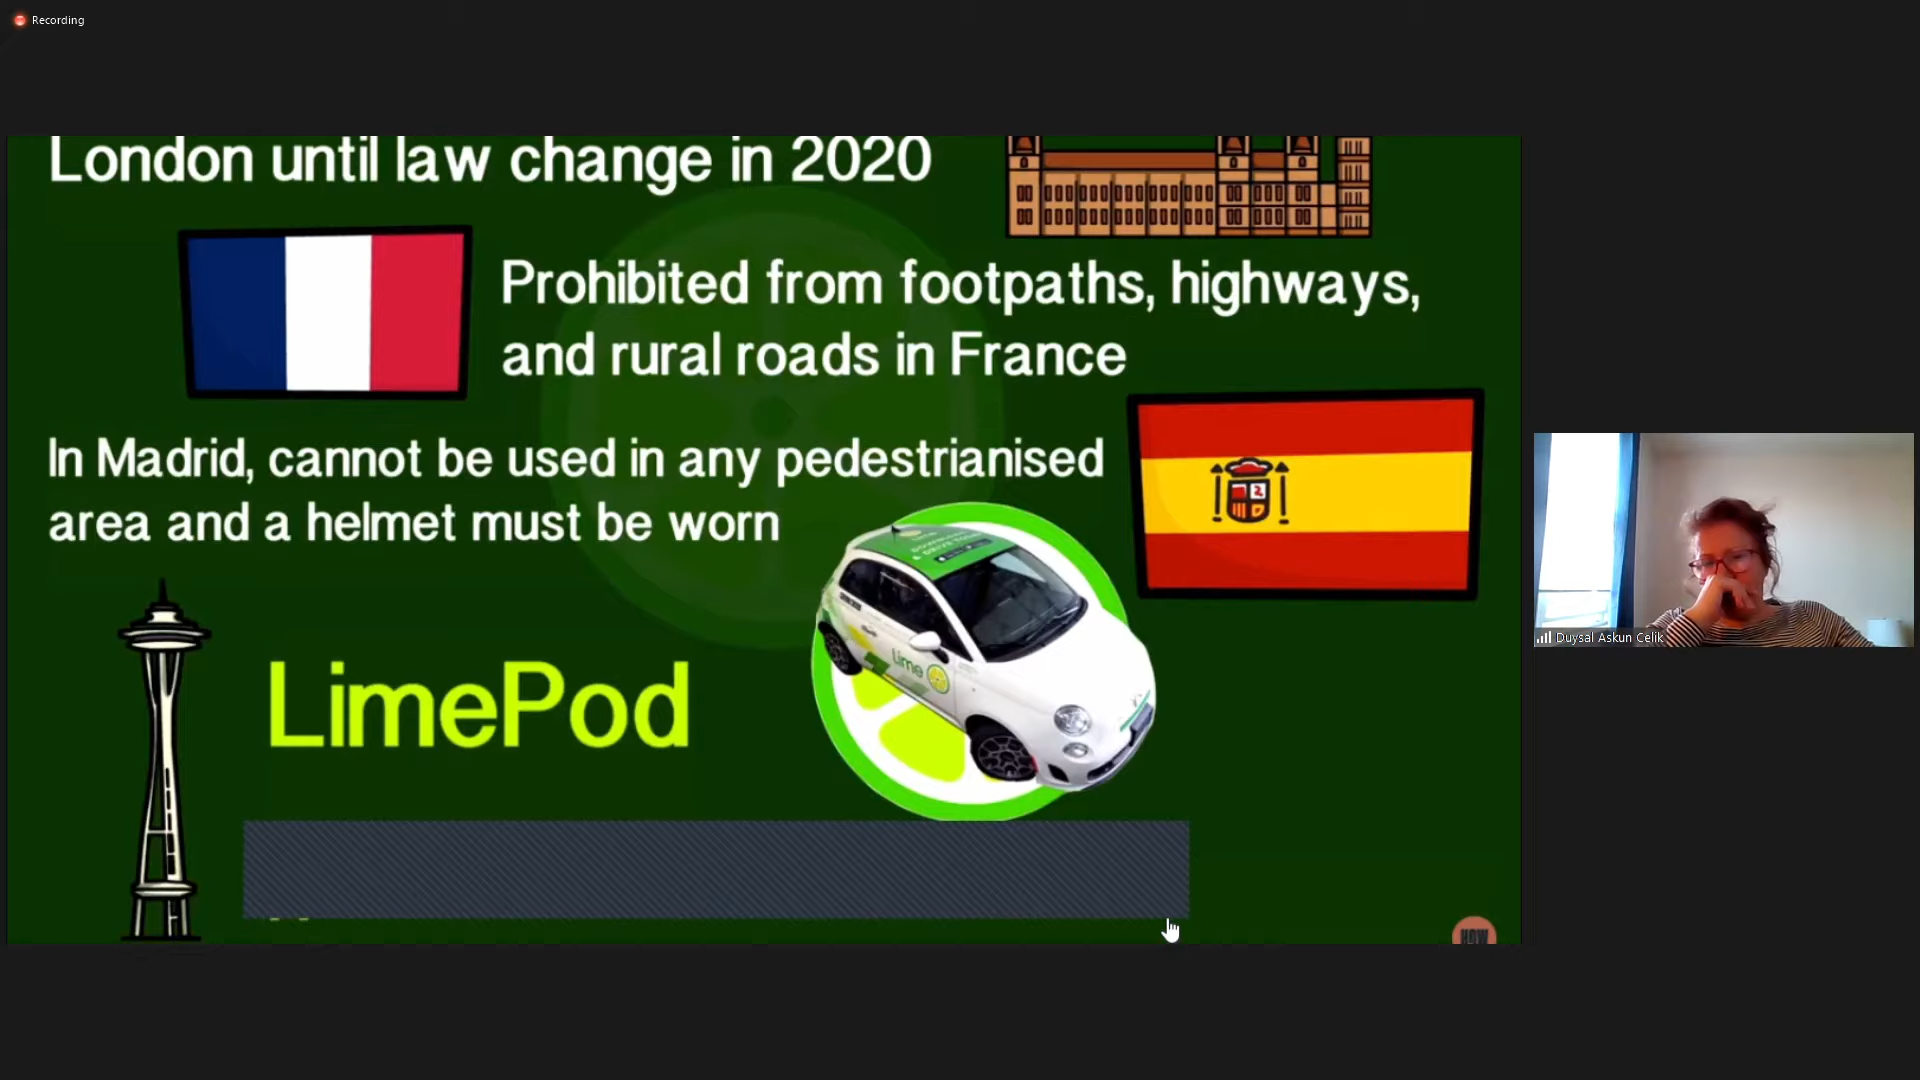 Recording
London until law change in 2020
Prohibited from footpaths, highways,
and rural roads in France
In Madrid, cannot be used in any pedestrianised
area and a helmet must be worn
LimePod
Lime
Duysal Askun Celik